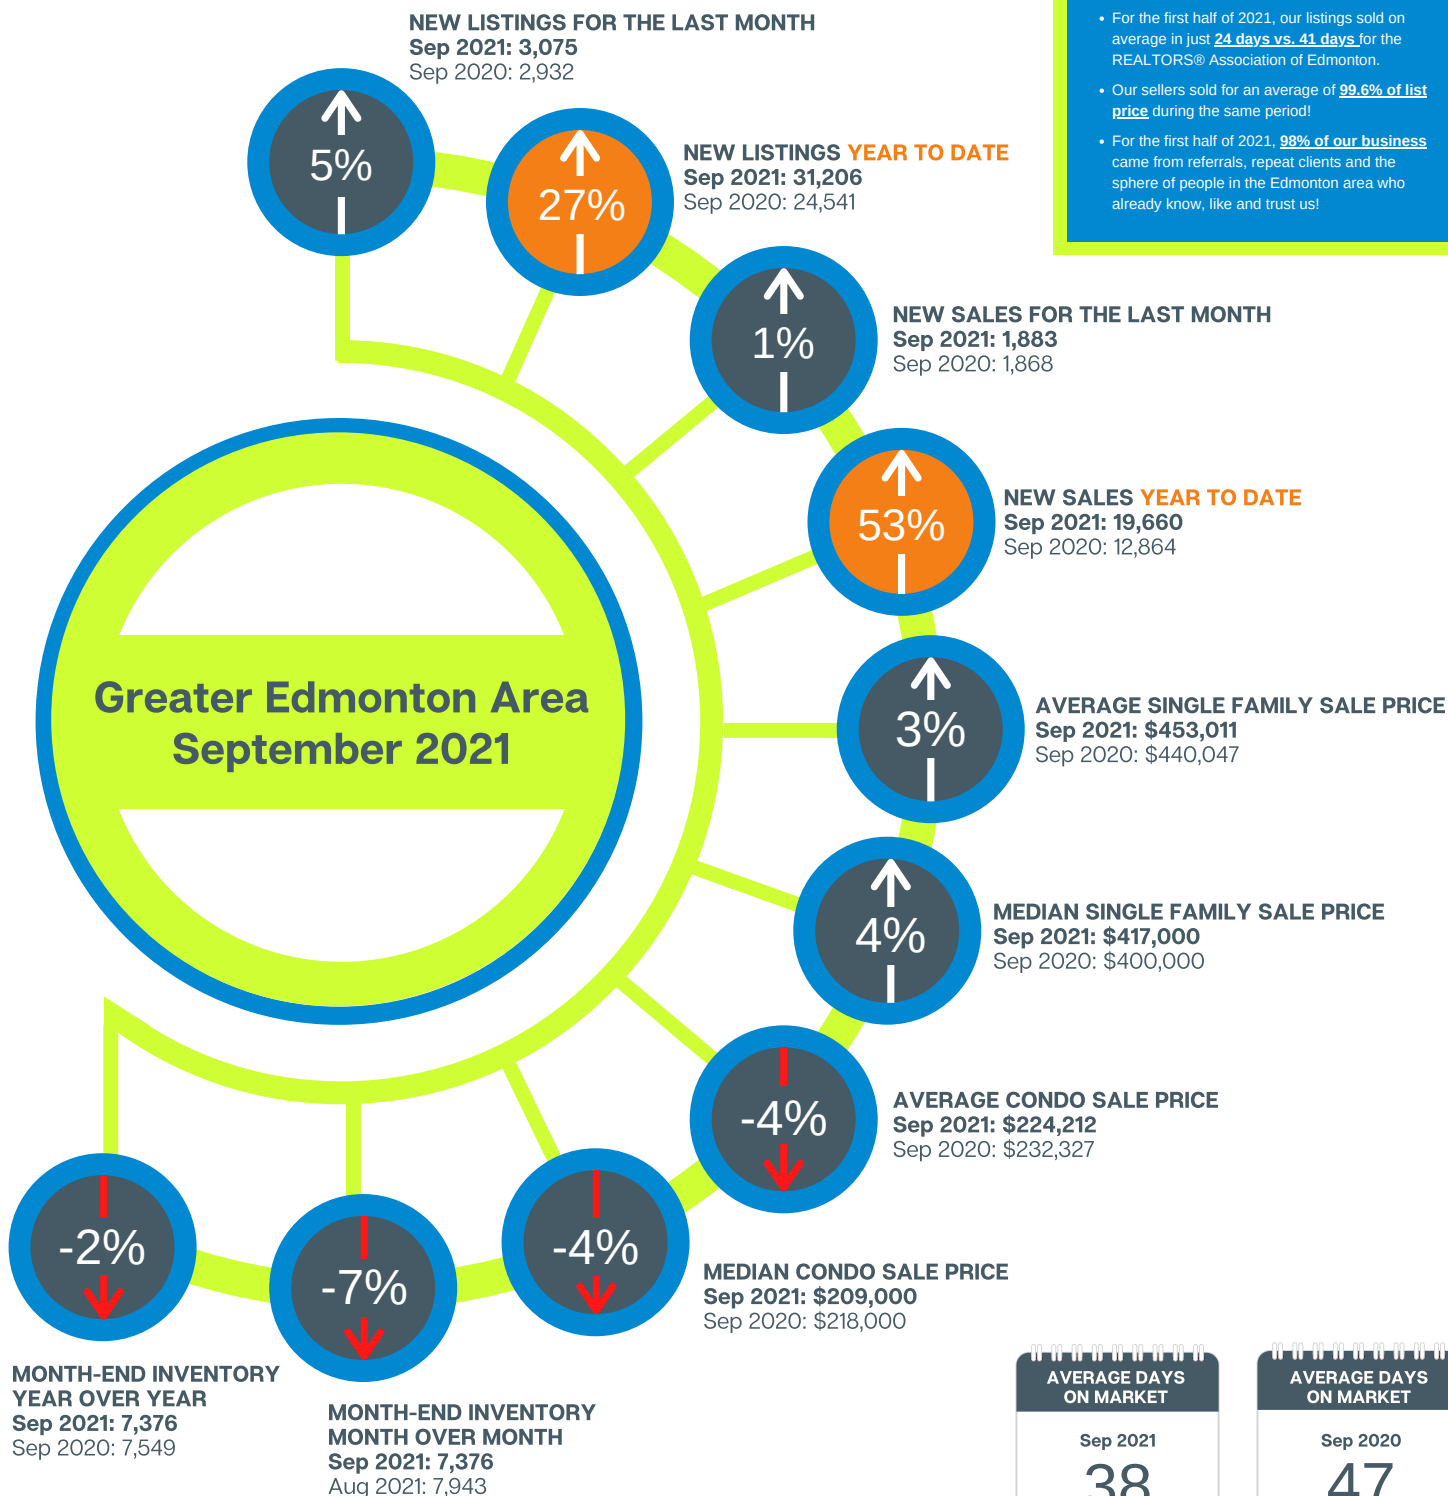 NEW LISTINGS FOR THE LAST MONTH
Sep 2021: 3,075
Sep 2020: 2,932
5%
• For the first half of 2021, our listings sold on
average in just 24 days vs. 41 days for the
REALTORS® Association of Edmonton.
• Our sellers sold for an average of 99.6% of list
price during the same period!
• For the first half of 2021, 98% of our business
came from referrals, repeat clients and the
sphere of people in the Edmonton area who
already know, like and trust us!
27%
NEW LISTINGS YEAR TO DATE
Sep 2021: 31,206
Sep 2020: 24,541
1%
NEW SALES FOR THE LAST MONTH
Sep 2021: 1,883
Sep 2020: 1,868
53%
NEW SALES YEAR TO DATE
Sep 2021: 19,660
Sep 2020: 12,864
Greater Edmonton Area
September 2021
3%
AVERAGE SINGLE FAMILY SALE PRICE
Sep 2021: $453,011
Sep 2020: $440,047
4%
MEDIAN SINGLE FAMILY SALE PRICE
Sep 2021: $417,000
Sep 2020: $400,000
-4%
AVERAGE CONDO SALE PRICE
Sep 2021: $224,212
Sep 2020: $232,327
-4%
MEDIAN CONDO SALE PRICE
Sep 2021: $209,000
Sep 2020: $218,000
-7%
MONTH-END INVENTORY
MONTH OVER MONTH
Sep 2021: 7,376
Aug 2021: 7,943
-2%
MONTH-END INVENTORY
YEAR OVER YEAR
Sep 2021: 7,376
Sep 2020: 7,549
AVERAGE DAYS
ON MARKET
Sep 2021
38
AVERAGE DAYS
ON MARKET
Sep 2020
47